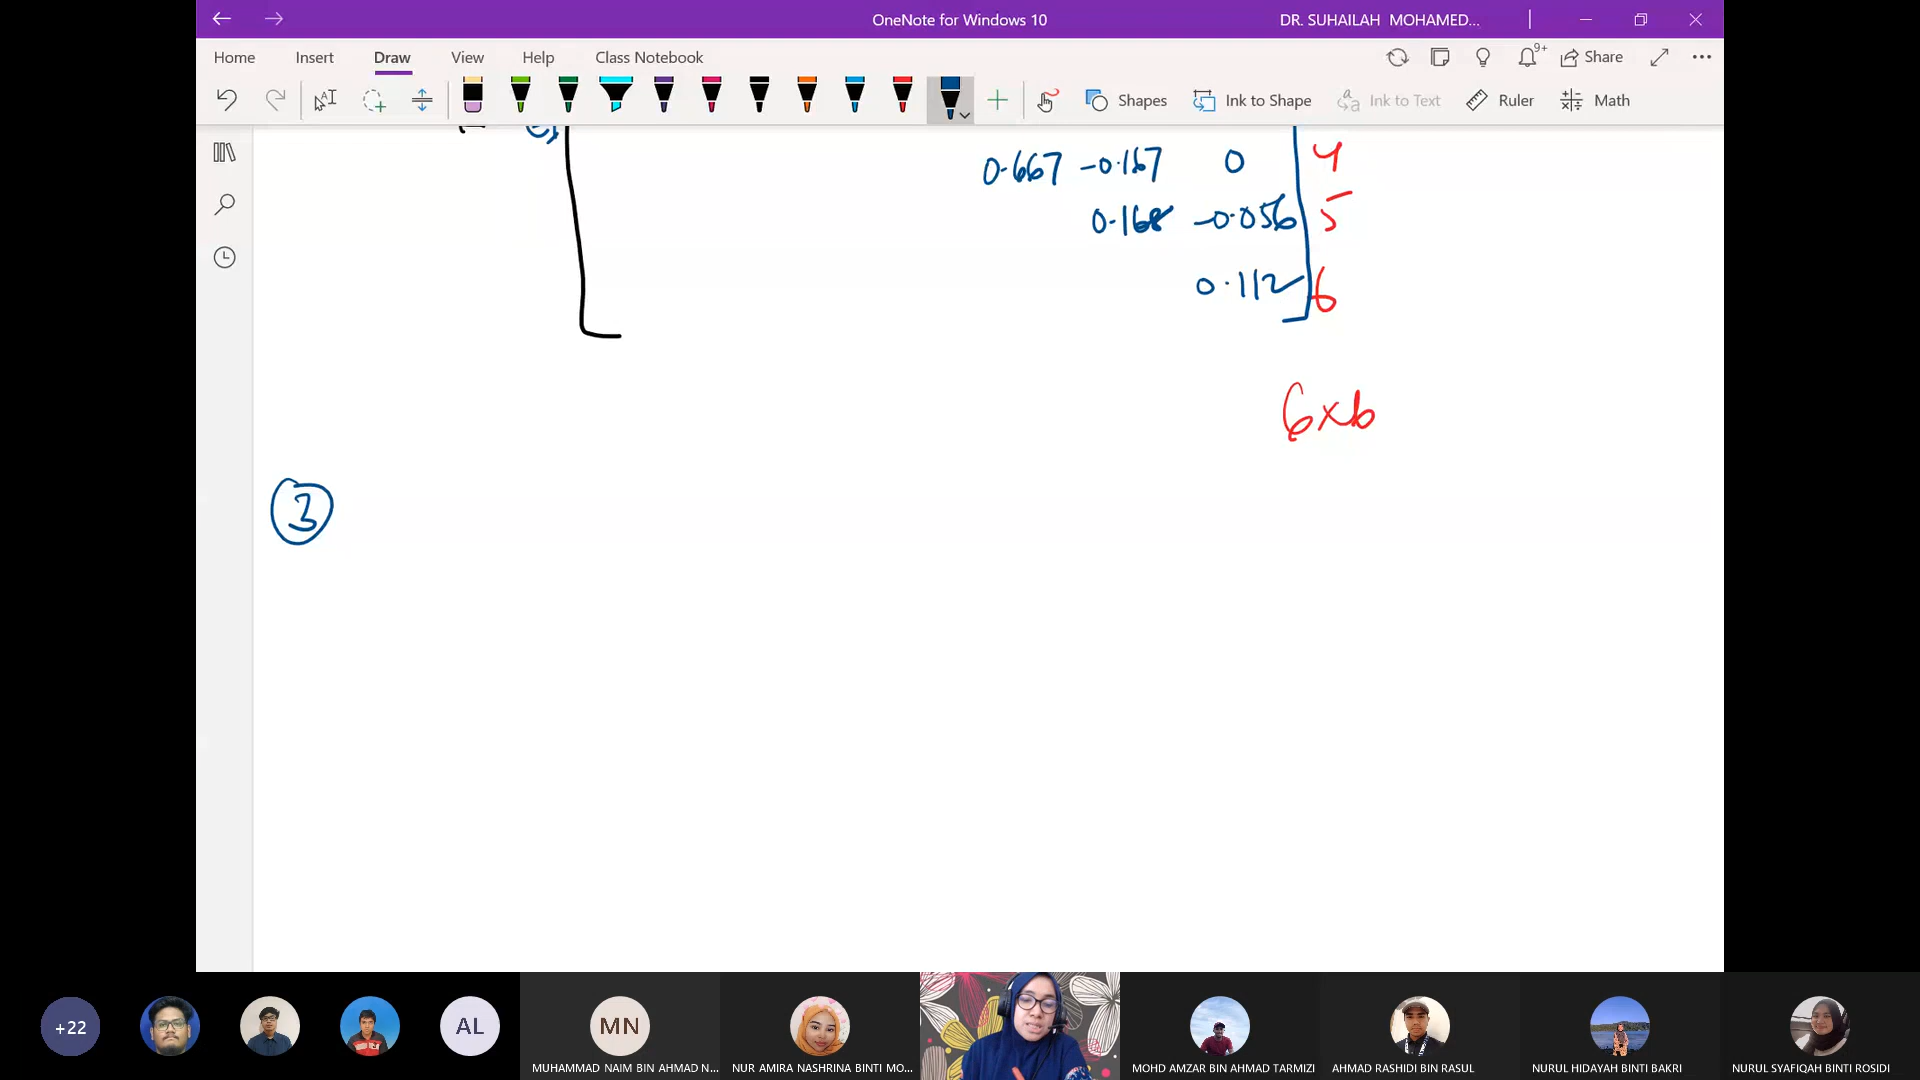 OneNote for Windows 10
DR. SUHAILAH MOHAMED...
Home Insert Draw View Help Class Notebook
9+ Share
Shapes Ink to Shape Ink to Text Ruler Math
0.667 -0.167 0 4
0.168 -0.056 5
0.112 6
6x6
3
+22
AL
MN
MUHAMMAD NAIM BIN AHMAD N...
NUR AMIRA NASHRINA BINTI MO...
MOHD AMZAR BIN AHMAD TARMIZI
AHMAD RASHIDI BIN RASUL
NURUL HIDAYAH BINTI BAKRI
NURUL SYAFIQAH BINTI ROSIDI